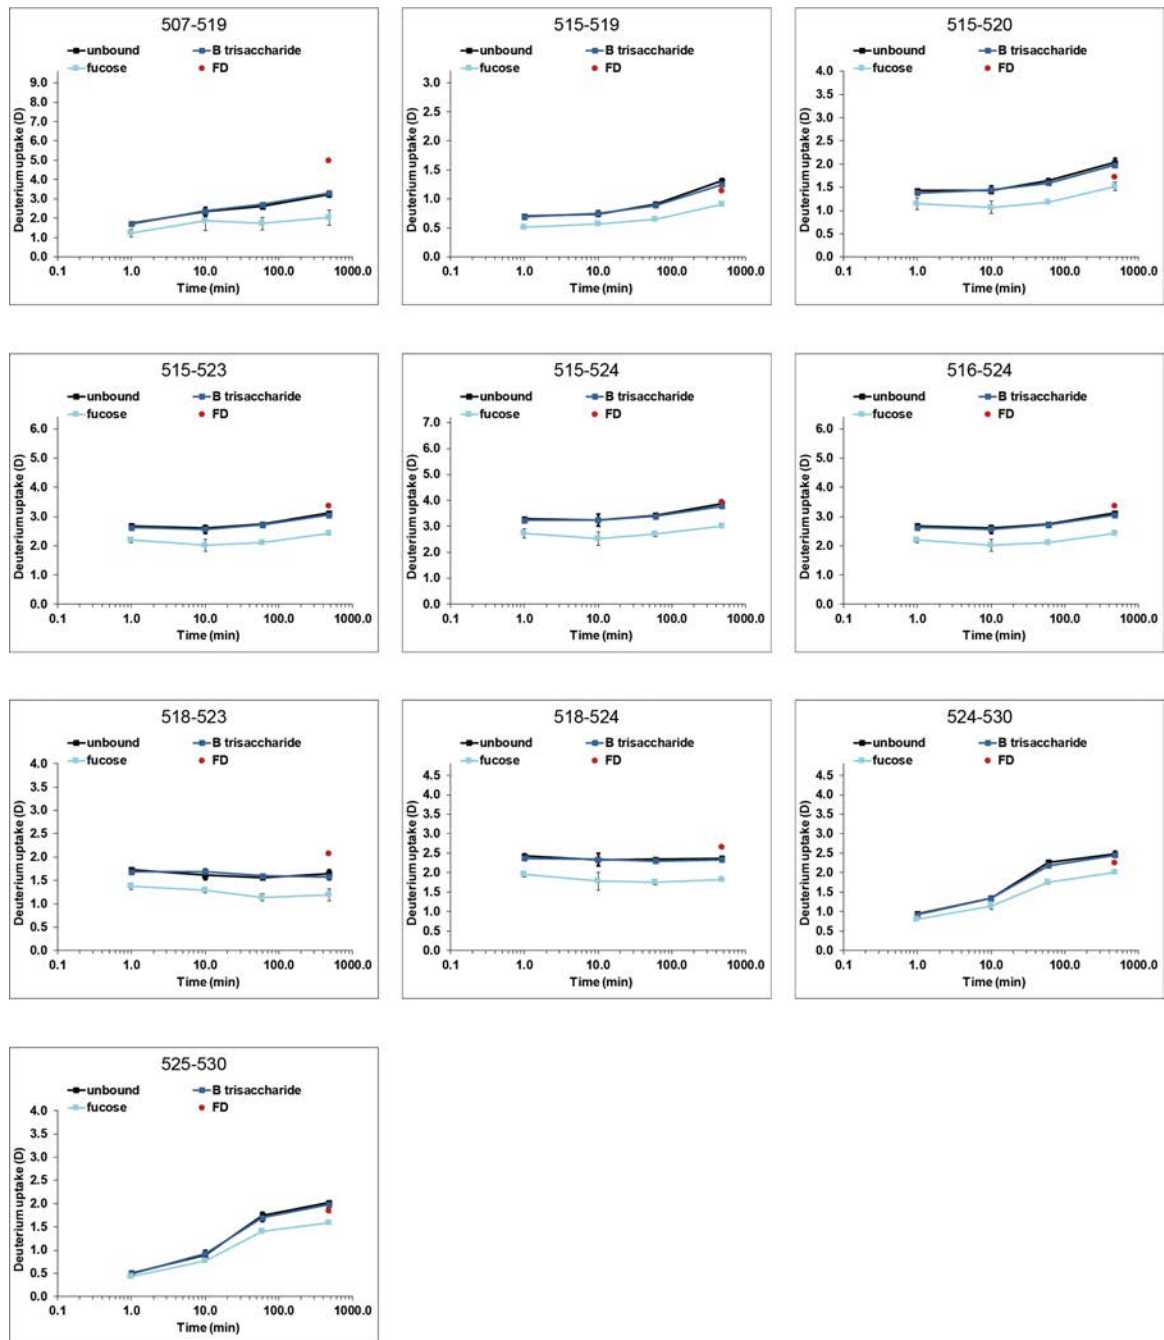 507-519
unbound B trisaccharide
fucose FD
Deuterium uptake (D)
9.0
8.0
7.0
6.0
5.0
4.0
3.0
2.0
1.0
0.0
0.1 1.0 10.0 100.0 1000.0
Time (min)
515-519
unbound B trisaccharide
fucose FD
Deuterium uptake (D)
3.0
2.5
2.0
1.5
1.0
0.5
0.0
0.1 1.0 10.0 100.0 1000.0
Time (min)
515-520
unbound B trisaccharide
fucose FD
Deuterium uptake (D)
4.0
3.5
3.0
2.5
2.0
1.5
1.0
0.5
0.0
0.1 1.0 10.0 100.0 1000.0
Time (min)
515-523
unbound B trisaccharide
fucose FD
Deuterium uptake (D)
6.0
5.0
4.0
3.0
2.0
1.0
0.0
0.1 1.0 10.0 100.0 1000.0
Time (min)
515-524
unbound B trisaccharide
fucose FD
Deuterium uptake (D)
7.0
6.0
5.0
4.0
3.0
2.0
1.0
0.0
0.1 1.0 10.0 100.0 1000.0
Time (min)
516-524
unbound B trisaccharide
fucose FD
Deuterium uptake (D)
6.0
5.0
4.0
3.0
2.0
1.0
0.0
0.1 1.0 10.0 100.0 1000.0
Time (min)
518-523
unbound B trisaccharide
fucose FD
Deuterium uptake (D)
4.0
3.5
3.0
2.5
2.0
1.5
1.0
0.5
0.0
0.1 1.0 10.0 100.0 1000.0
Time (min)
518-524
unbound B trisaccharide
fucose FD
Deuterium uptake (D)
4.5
4.0
3.5
3.0
2.5
2.0
1.5
1.0
0.5
0.0
0.1 1.0 10.0 100.0 1000.0
Time (min)
524-530
unbound B trisaccharide
fucose FD
Deuterium uptake (D)
4.5
4.0
3.5
3.0
2.5
2.0
1.5
1.0
0.5
0.0
0.1 1.0 10.0 100.0 1000.0
Time (min)
525-530
unbound B trisaccharide
fucose FD
Deuterium uptake (D)
4.0
3.5
3.0
2.5
2.0
1.5
1.0
0.5
0.0
0.1 1.0 10.0 100.0 1000.0
Time (min)